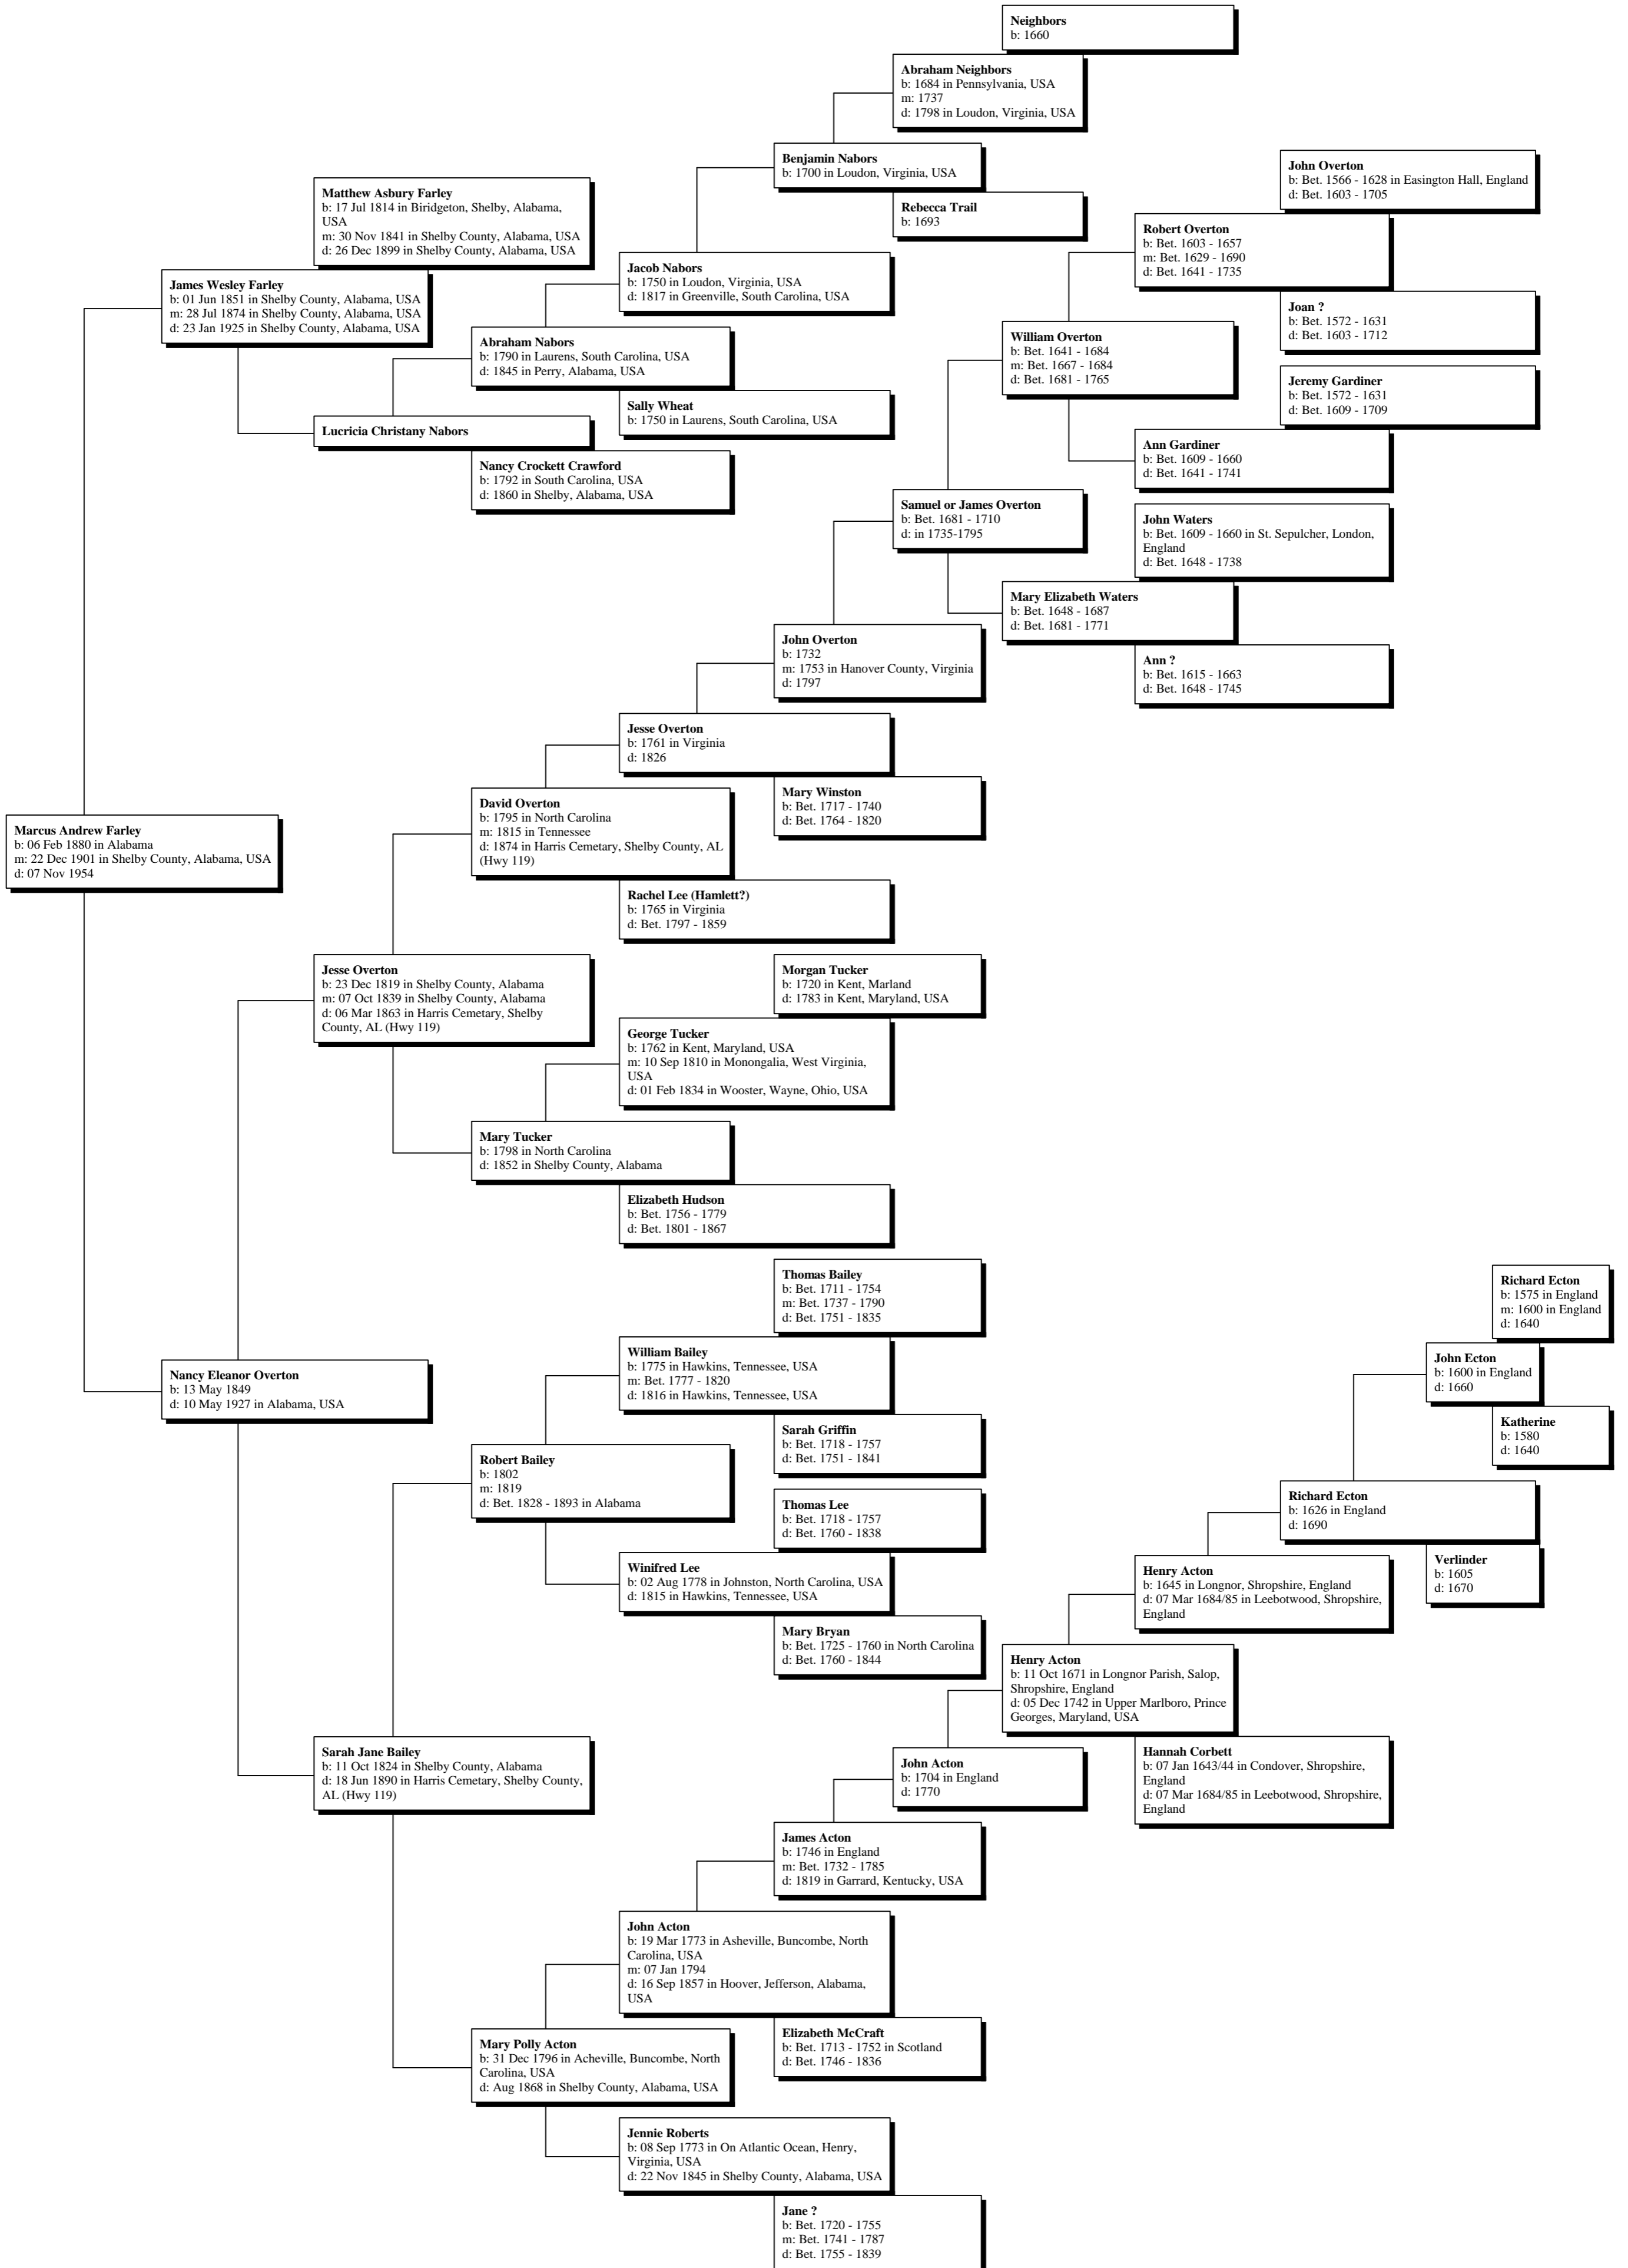 Neighbors
b: 1660
Abraham Neighbors
b: 1684 in Pennsylvania, USA
m: 1737
d: 1798 in Loudon, Virginia, USA
Benjamin Nabors
b: 1700 in Loudon, Virginia, USA
John Overton
b: Bet. 1566 - 1628 in Easington Hall, England
d: Bet. 1603 - 1705
Matthew Asbury Farley
b: 17 Jul 1814 in Biridgeton, Shelby, Alabama,
USA
m: 30 Nov 1841 in Shelby County, Alabama, USA
d: 26 Dec 1899 in Shelby County, Alabama, USA
Rebecca Trail
b: 1693
Robert Overton
b: Bet. 1603 - 1657
m: Bet. 1629 - 1690
d: Bet. 1641 - 1735
Jacob Nabors
b: 1750 in Loudon, Virginia, USA
d: 1817 in Greenville, South Carolina, USA
James Wesley Farley
b: 01 Jun 1851 in Shelby County, Alabama, USA
m: 28 Jul 1874 in Shelby County, Alabama, USA
d: 23 Jan 1925 in Shelby County, Alabama, USA
Joan ?
b: Bet. 1572 - 1631
d: Bet. 1603 - 1712
William Overton
b: Bet. 1641 - 1684
m: Bet. 1667 - 1684
d: Bet. 1681 - 1765
Abraham Nabors
b: 1790 in Laurens, South Carolina, USA
d: 1845 in Perry, Alabama, USA
Jeremy Gardiner
b: Bet. 1572 - 1631
d: Bet. 1609 - 1709
Sally Wheat
b: 1750 in Laurens, South Carolina, USA
Lucricia Christany Nabors
Ann Gardiner
b: Bet. 1609 - 1660
d: Bet. 1641 - 1741
Nancy Crockett Crawford
b: 1792 in South Carolina, USA
d: 1860 in Shelby, Alabama, USA
Samuel or James Overton
b: Bet. 1681 - 1710
d: in 1735-1795
John Waters
b: Bet. 1609 - 1660 in St. Sepulcher, London,
England
d: Bet. 1648 - 1738
Mary Elizabeth Waters
b: Bet. 1648 - 1687
d: Bet. 1681 - 1771
John Overton
b: 1732
m: 1753 in Hanover County, Virginia
d: 1797
Ann ?
b: Bet. 1615 - 1663
d: Bet. 1648 - 1745
Jesse Overton
b: 1761 in Virginia
d: 1826
Mary Winston
b: Bet. 1717 - 1740
d: Bet. 1764 - 1820
David Overton
b: 1795 in North Carolina
m: 1815 in Tennessee
d: 1874 in Harris Cemetary, Shelby County, AL
(Hwy 119)
Marcus Andrew Farley
b: 06 Feb 1880 in Alabama
m: 22 Dec 1901 in Shelby County, Alabama, USA
d: 07 Nov 1954
Rachel Lee (Hamlett?)
b: 1765 in Virginia
d: Bet. 1797 - 1859
Jesse Overton
b: 23 Dec 1819 in Shelby County, Alabama
m: 07 Oct 1839 in Shelby County, Alabama
d: 06 Mar 1863 in Harris Cemetary, Shelby
County, AL (Hwy 119)
Morgan Tucker
b: 1720 in Kent, Marland
d: 1783 in Kent, Maryland, USA
George Tucker
b: 1762 in Kent, Maryland, USA
m: 10 Sep 1810 in Monongalia, West Virginia,
USA
d: 01 Feb 1834 in Wooster, Wayne, Ohio, USA
Mary Tucker
b: 1798 in North Carolina
d: 1852 in Shelby County, Alabama
Elizabeth Hudson
b: Bet. 1756 - 1779
d: Bet. 1801 - 1867
Thomas Bailey
b: Bet. 1711 - 1754
m: Bet. 1737 - 1790
d: Bet. 1751 - 1835
Richard Ecton
b: 1575 in England
m: 1600 in England
d: 1640
William Bailey
b: 1775 in Hawkins, Tennessee, USA
m: Bet. 1777 - 1820
d: 1816 in Hawkins, Tennessee, USA
John Ecton
b: 1600 in England
d: 1660
Nancy Eleanor Overton
b: 13 May 1849
d: 10 May 1927 in Alabama, USA
Katherine
b: 1580
d: 1640
Sarah Griffin
b: Bet. 1718 - 1757
d: Bet. 1751 - 1841
Robert Bailey
b: 1802
m: 1819
d: Bet. 1828 - 1893 in Alabama
Thomas Lee
b: Bet. 1718 - 1757
d: Bet. 1760 - 1838
Richard Ecton
b: 1626 in England
d: 1690
Winifred Lee
b: 02 Aug 1778 in Johnston, North Carolina, USA
d: 1815 in Hawkins, Tennessee, USA
Henry Acton
b: 1645 in Longnor, Shropshire, England
d: 07 Mar 1684/85 in Leebotwood, Shropshire,
England
Verlinder
b: 1605
d: 1670
Mary Bryan
b: Bet. 1725 - 1760 in North Carolina
d: Bet. 1760 - 1844
Henry Acton
b: 11 Oct 1671 in Longnor Parish, Salop,
Shropshire, England
d: 05 Dec 1742 in Upper Marlboro, Prince
Georges, Maryland, USA
Sarah Jane Bailey
b: 11 Oct 1824 in Shelby County, Alabama
d: 18 Jun 1890 in Harris Cemetary, Shelby County,
AL (Hwy 119)
John Acton
b: 1704 in England
d: 1770
Hannah Corbett
b: 07 Jan 1643/44 in Condover, Shropshire,
England
d: 07 Mar 1684/85 in Leebotwood, Shropshire,
England
James Acton
b: 1746 in England
m: Bet. 1732 - 1785
d: 1819 in Garrard, Kentucky, USA
John Acton
b: 19 Mar 1773 in Asheville, Buncombe, North
Carolina, USA
m: 07 Jan 1794
d: 16 Sep 1857 in Hoover, Jefferson, Alabama,
USA
Elizabeth McCraft
b: Bet. 1713 - 1752 in Scotland
d: Bet. 1746 - 1836
Mary Polly Acton
b: 31 Dec 1796 in Acheville, Buncombe, North
Carolina, USA
d: Aug 1868 in Shelby County, Alabama, USA
Jennie Roberts
b: 08 Sep 1773 in On Atlantic Ocean, Henry,
Virginia, USA
d: 22 Nov 1845 in Shelby County, Alabama, USA
Jane ?
b: Bet. 1720 - 1755
m: Bet. 1741 - 1787
d: Bet. 1755 - 1839